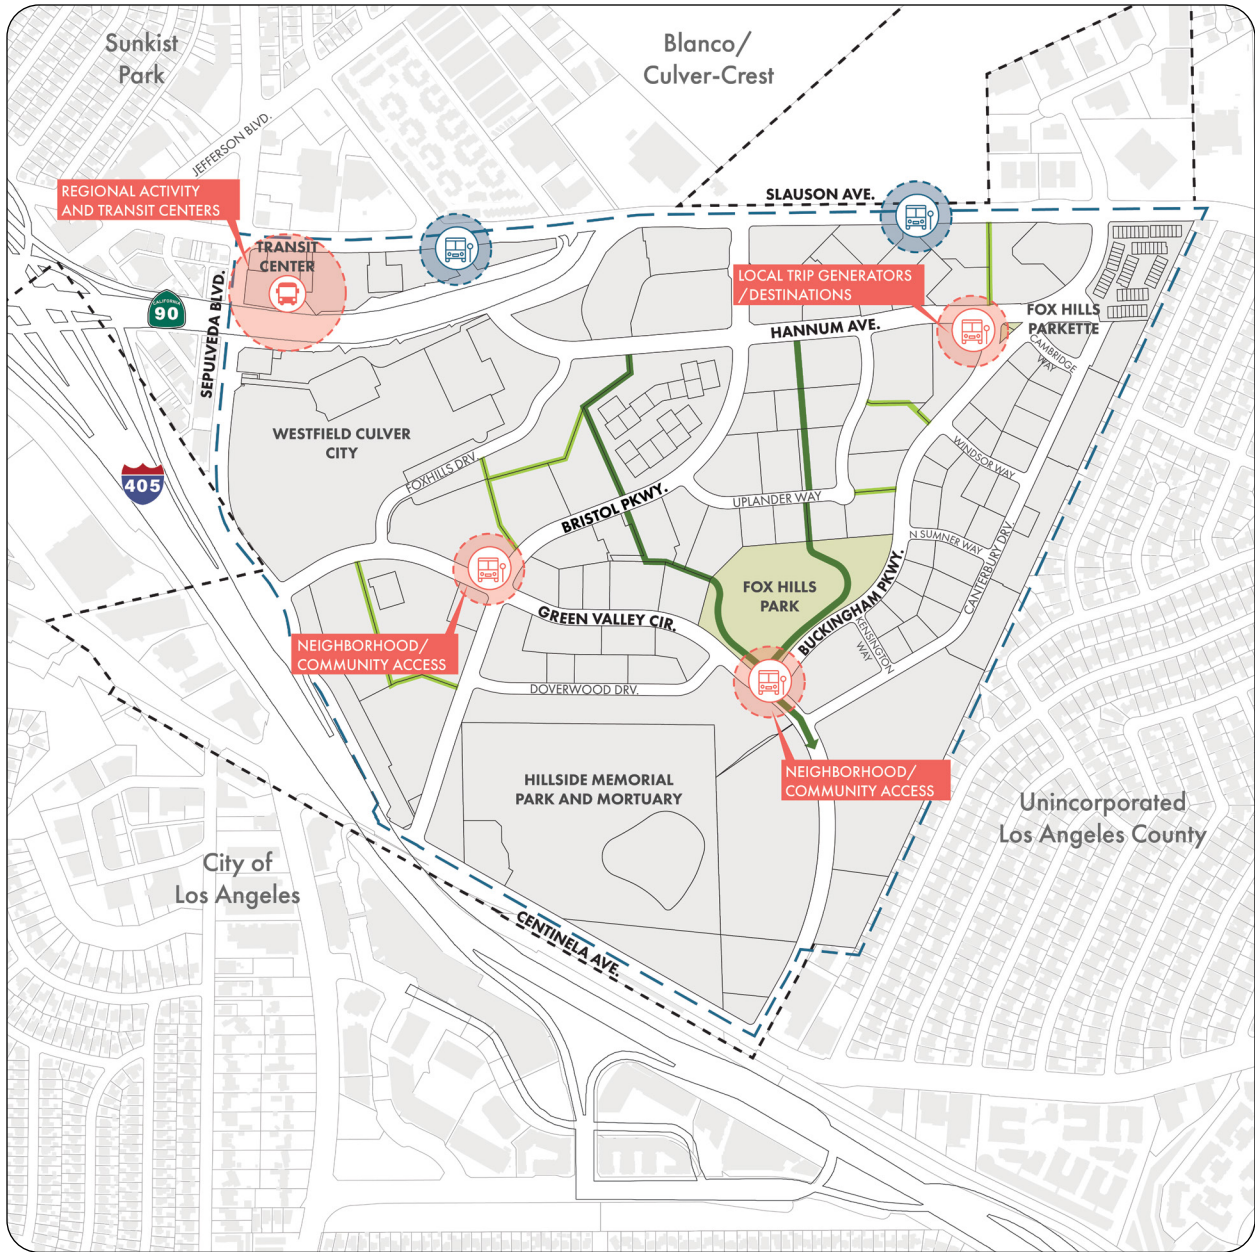 Sunkist
Park
Blanco/
Culver-Crest
JEFFERSON BLVD.
REGIONAL ACTIVITY
AND TRANSIT CENTERS
SLAUSON AVE.
TRANSIT
CENTER
LOCAL TRIP GENERATORS
/DESTINATIONS
CALIFORNIA
90
SEPULVEDA BLVD.
HANNUM AVE.
FOX HILLS
PARKETTE
CAMBRIDGE
WAY
WESTFIELD CULVER
CITY
405
FOXHILLS DRV.
WINDSOR WAY
BRISTOL PKWY.
UPLANDER WAY
N SUMNER WAY
CANTERBURY DRV.
FOX HILLS
PARK
BUCKINGHAM PKWY.
GREEN VALLEY CIR.
KENSINGTON
WAY
NEIGHBORHOOD/
COMMUNITY ACCESS
DOVERWOOD DRV.
HILLSIDE MEMORIAL
PARK AND MORTUARY
NEIGHBORHOOD/
COMMUNITY ACCESS
Unincorporated
Los Angeles County
City of
Los Angeles
CENTINELA AVE.